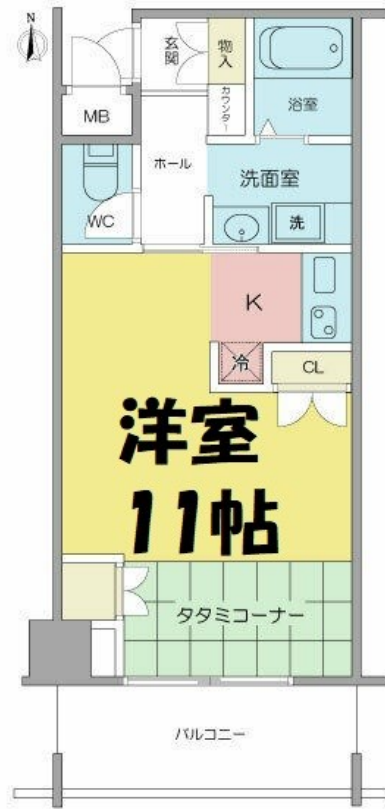 N
玄関
物入
カウンター
浴室
MB
ホール
洗面室
WC
洗
K
冷
CL
洋室
11帖
タタミコーナー
バルコニー